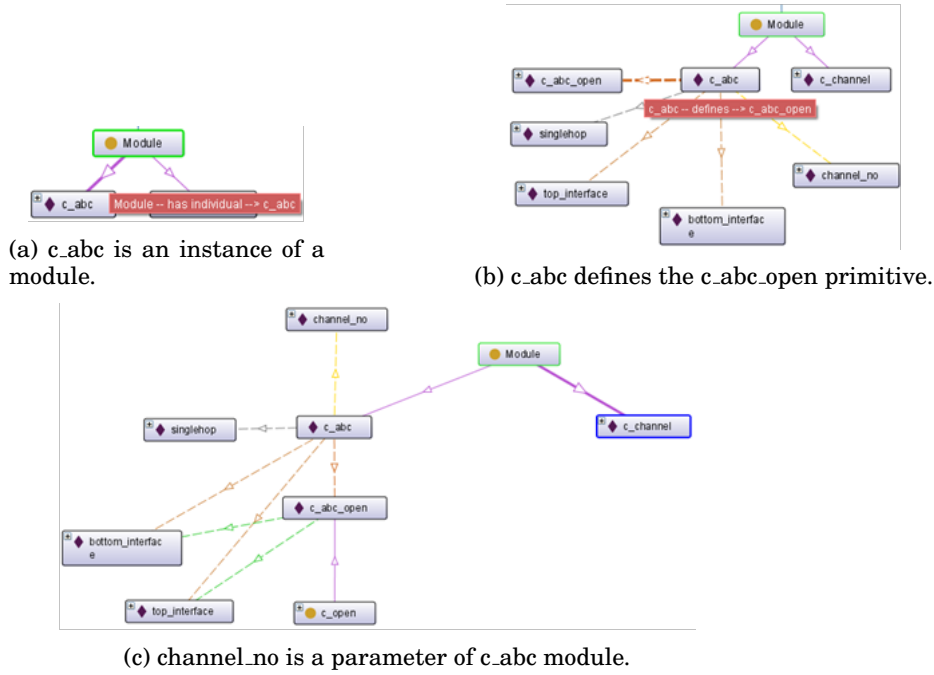 Module
c_abc
Module -- has individual --> c_abc
(a) c_abc is an instance of a
module.
Module
c_abc_open
c_abc
c_channel
c_abc -- defines --> c_abc_open
singlehop
channel_no
top_interface
bottom_interfac
e
(b) c_abc defines the c_abc_open primitive.
channel_no
Module
singlehop
c_abc
c_channel
c_abc_open
bottom_interfac
e
top_interface
c_open
(c) channel_no is a parameter of c_abc module.